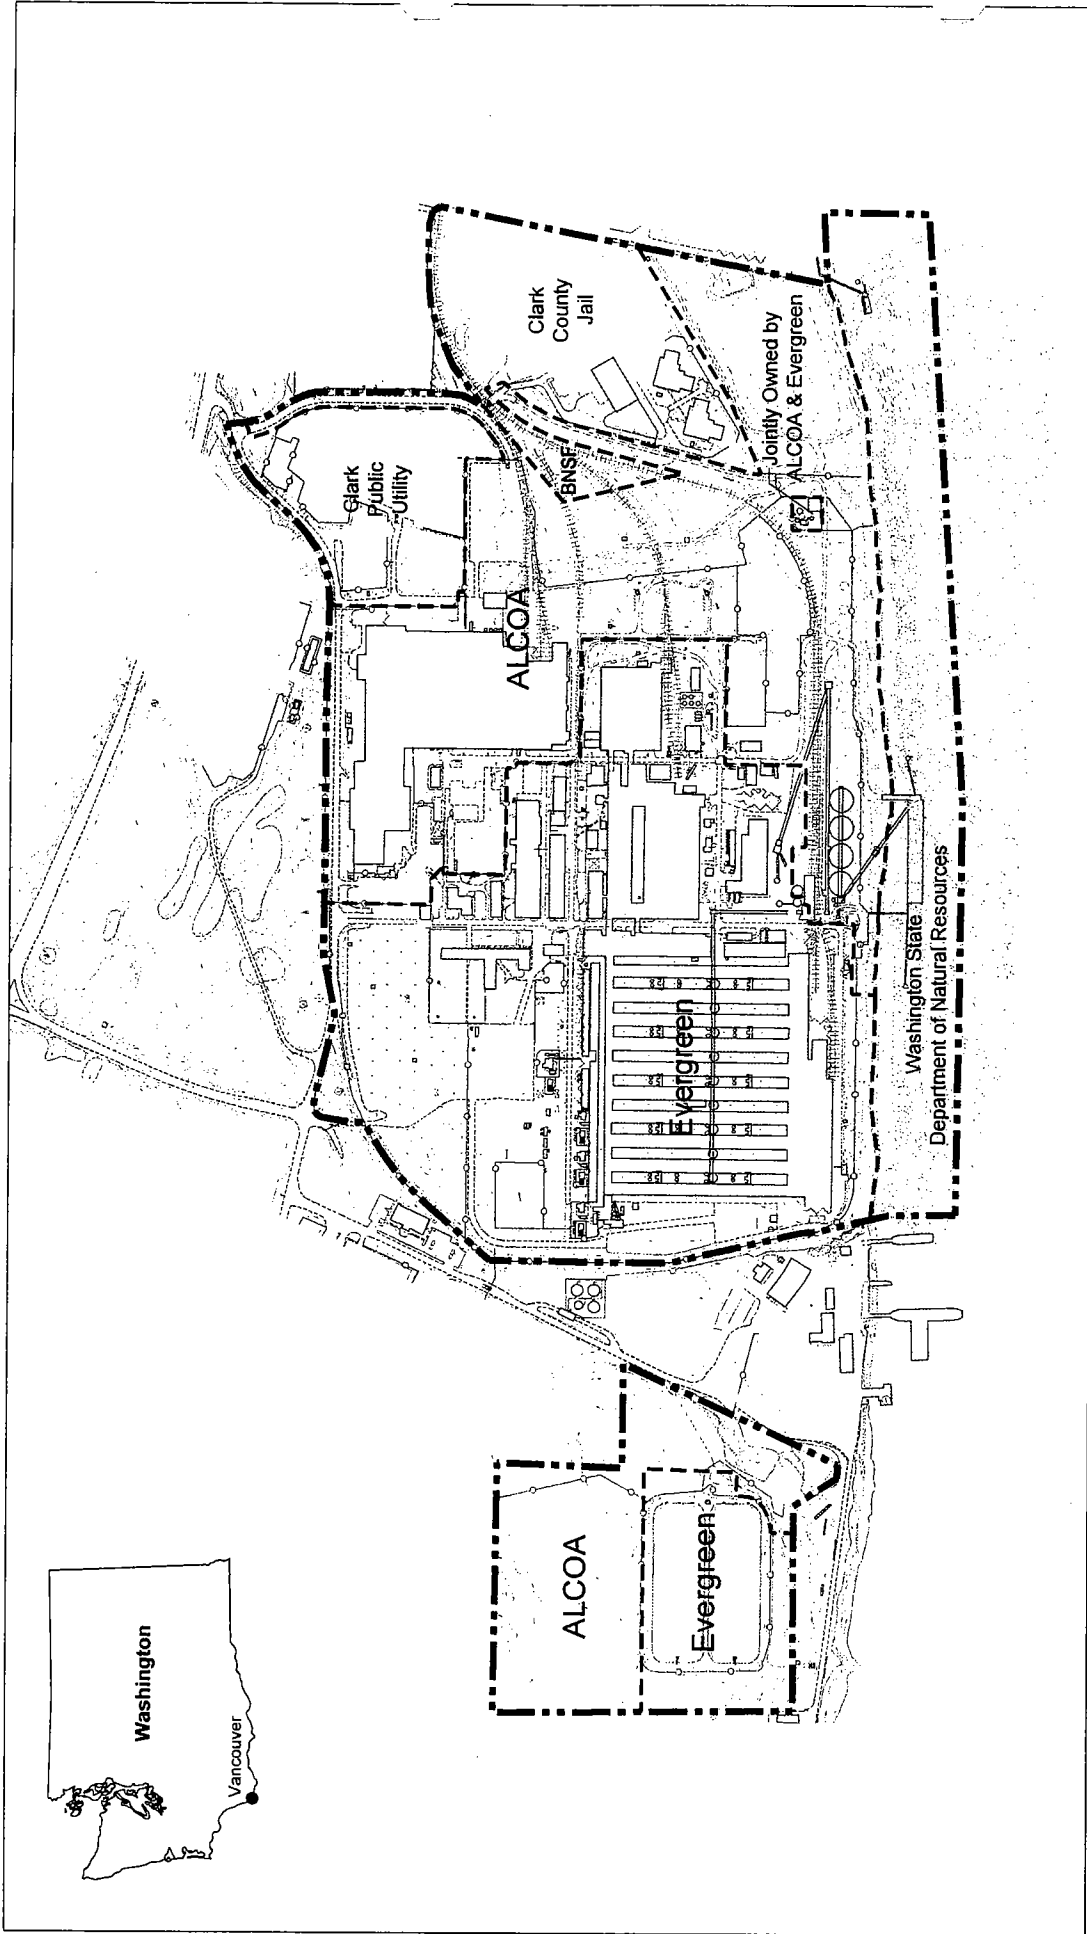 Washington
Vancouver
ALCOA
Evergreen
Evergreen
ALCOA
Clark
Public
Utility
BNSF
Clark
County
Jail
Jointly Owned by
ALCOA & Evergreen
Washington State
Department of Natural Resources